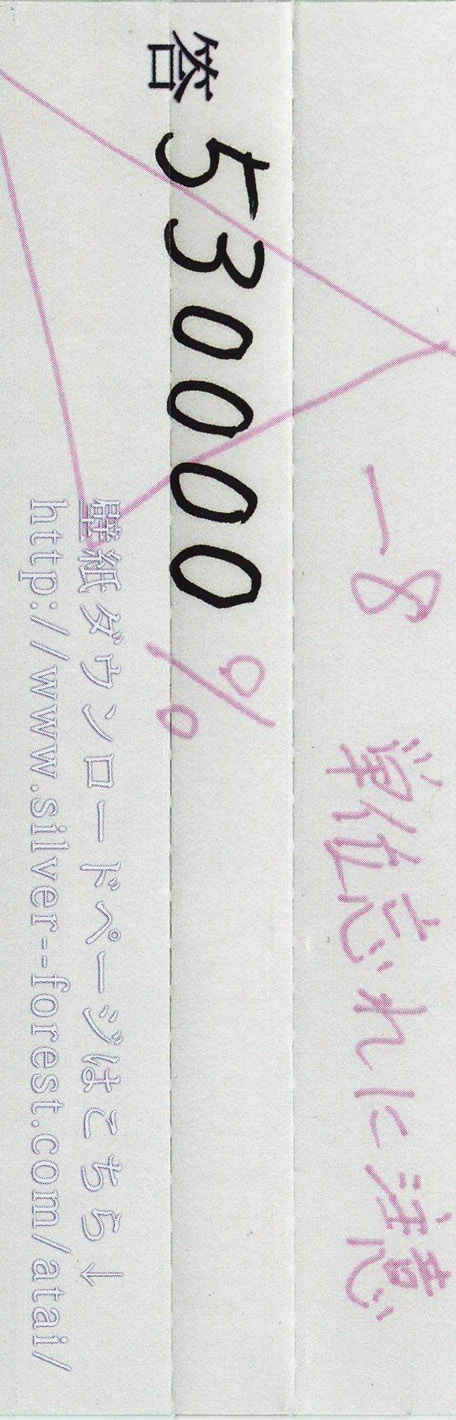 -8 単位忘れに注意
答 530000%
壁紙ダウンロードページはこちら↓
http://www.silver-forest.com/atai/